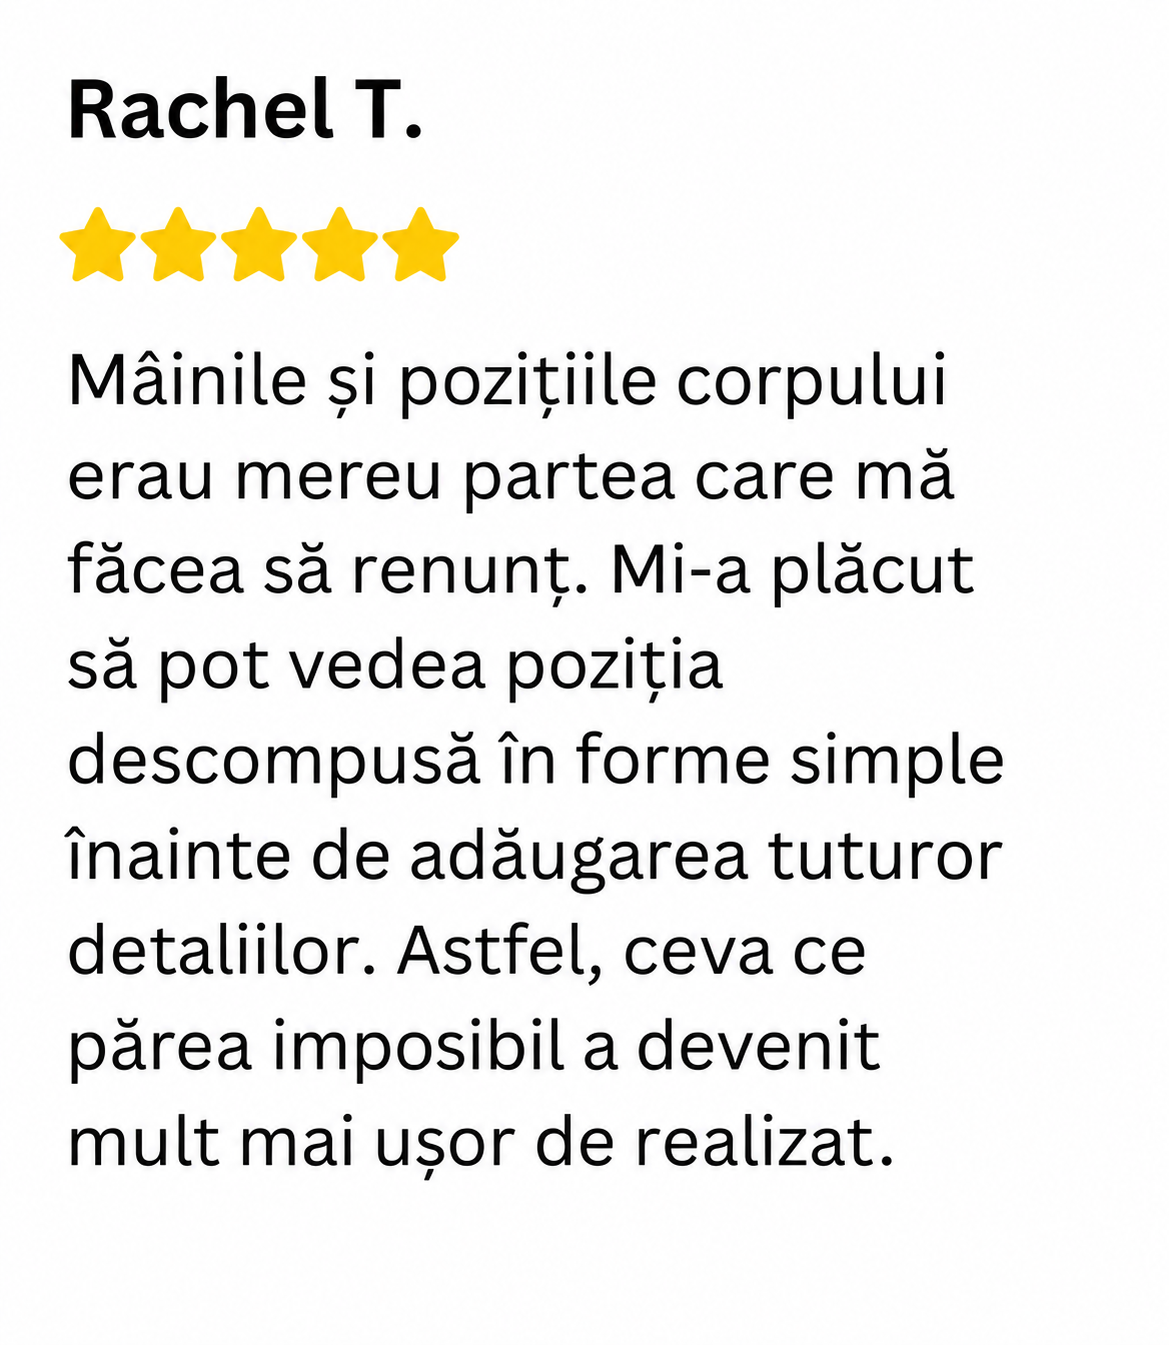 Rachel T.
Mâinile și pozițiile corpului
erau mereu partea care mă
făcea să renunț. Mi-a plăcut
să pot vedea poziția
descompusă în forme simple
înainte de adăugarea tuturor
detaliilor. Astfel, ceva ce
părea imposibil a devenit
mult mai ușor de realizat.